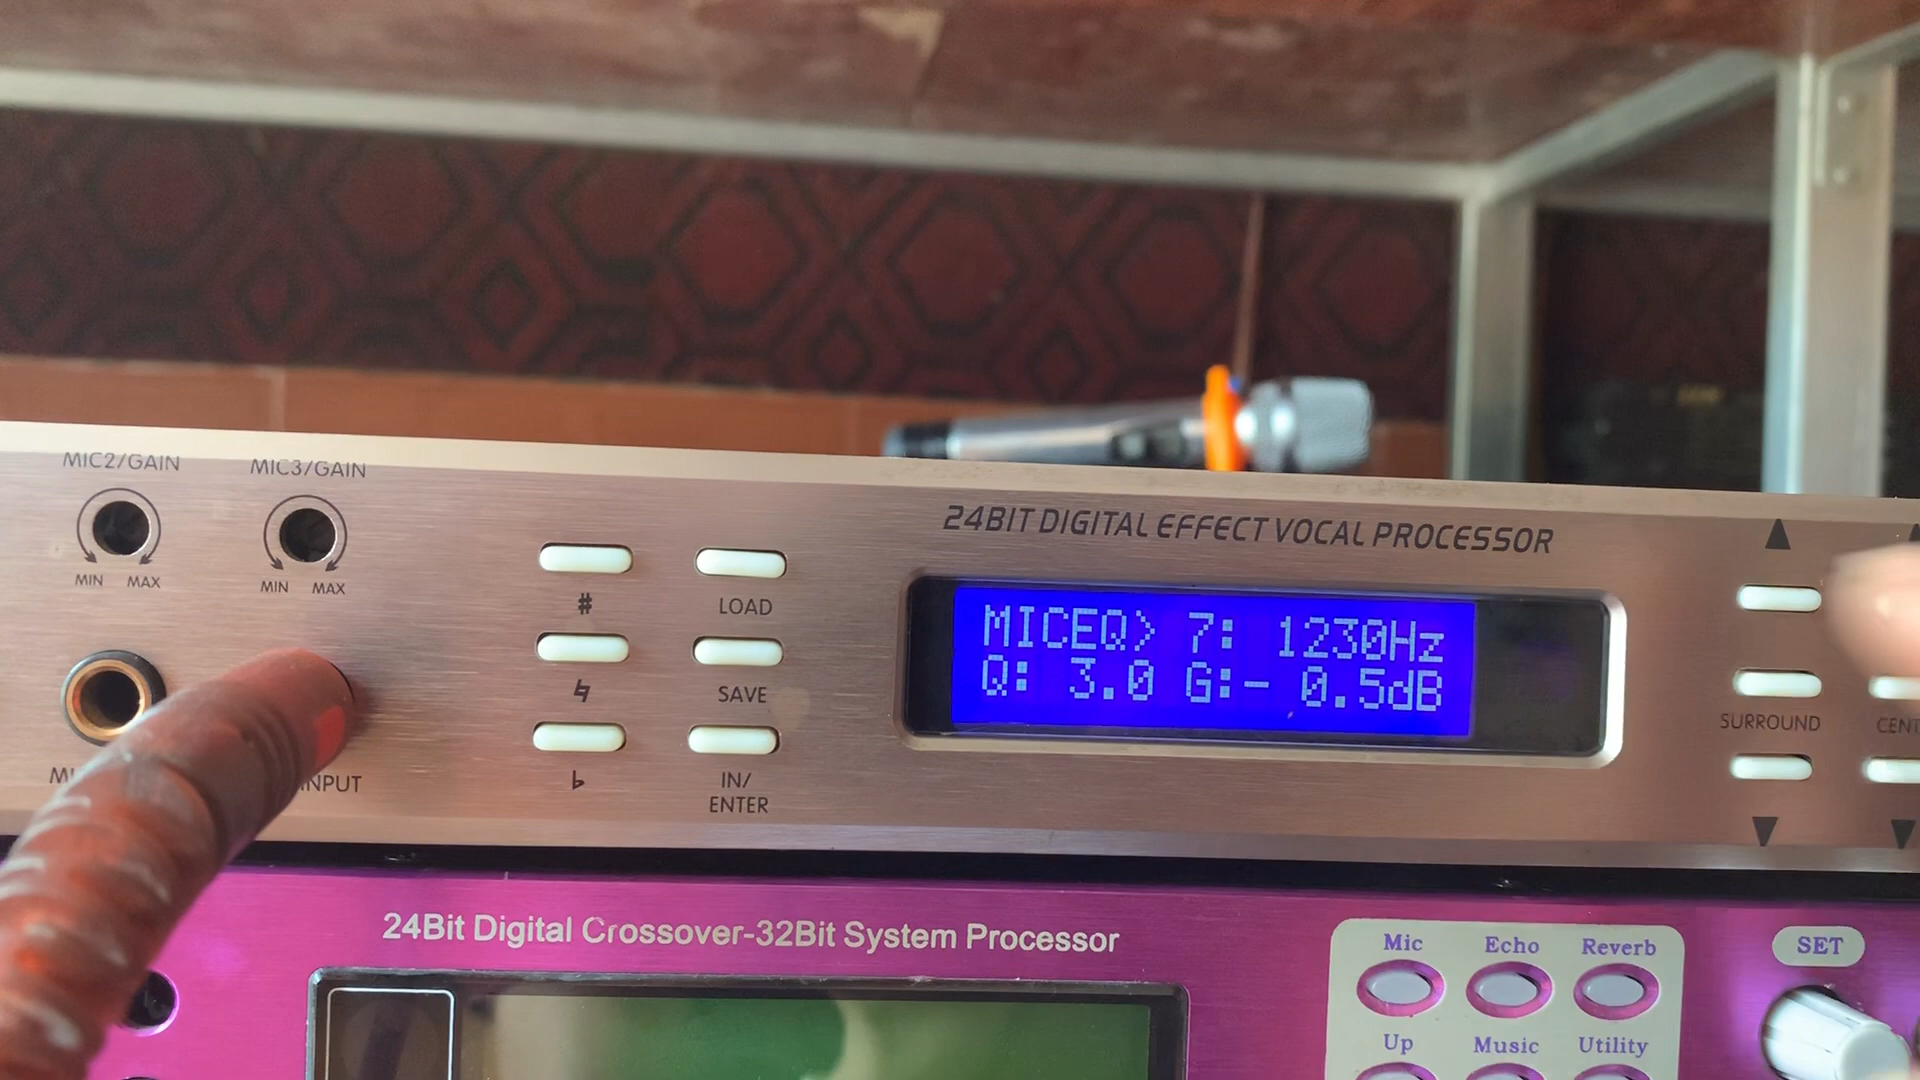 MIC2/GAIN
MIC3/GAIN
MIN MAX
MIN MAX
INPUT
#
LOAD
♮
SAVE
♭
IN/
ENTER
24BIT DIGITAL EFFECT VOCAL PROCESSOR
MICEQ> 7: 1230Hz
Q: 3.0 G:- 0.5dB
SURROUND
CENT
24Bit Digital Crossover-32Bit System Processor
Mic Echo Reverb
Up Music Utility
SET